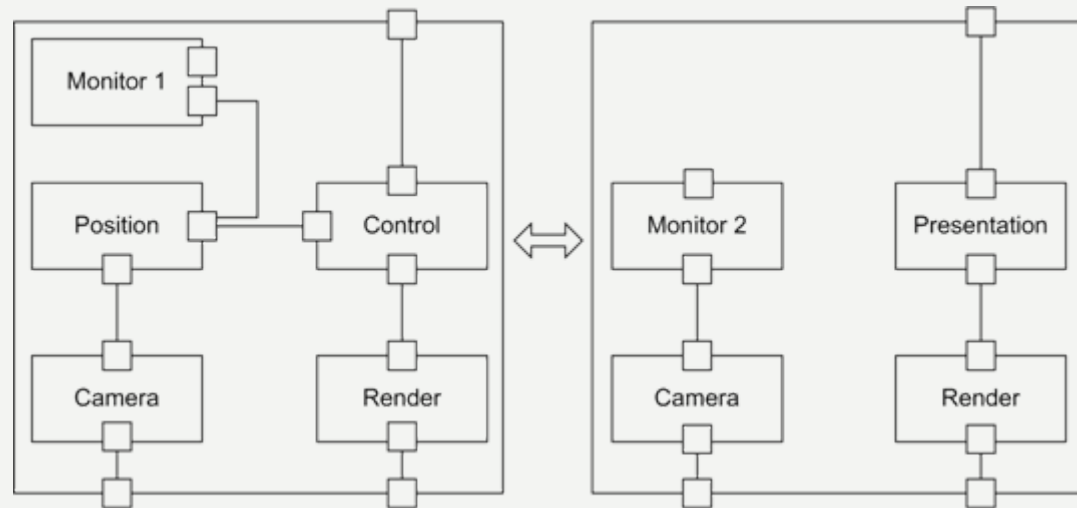 Monitor 1
Position
Control
Camera
Render
Monitor 2
Presentation
Camera
Render